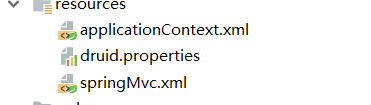 resources
applicationContext.xml
druid.properties
springMvc.xml